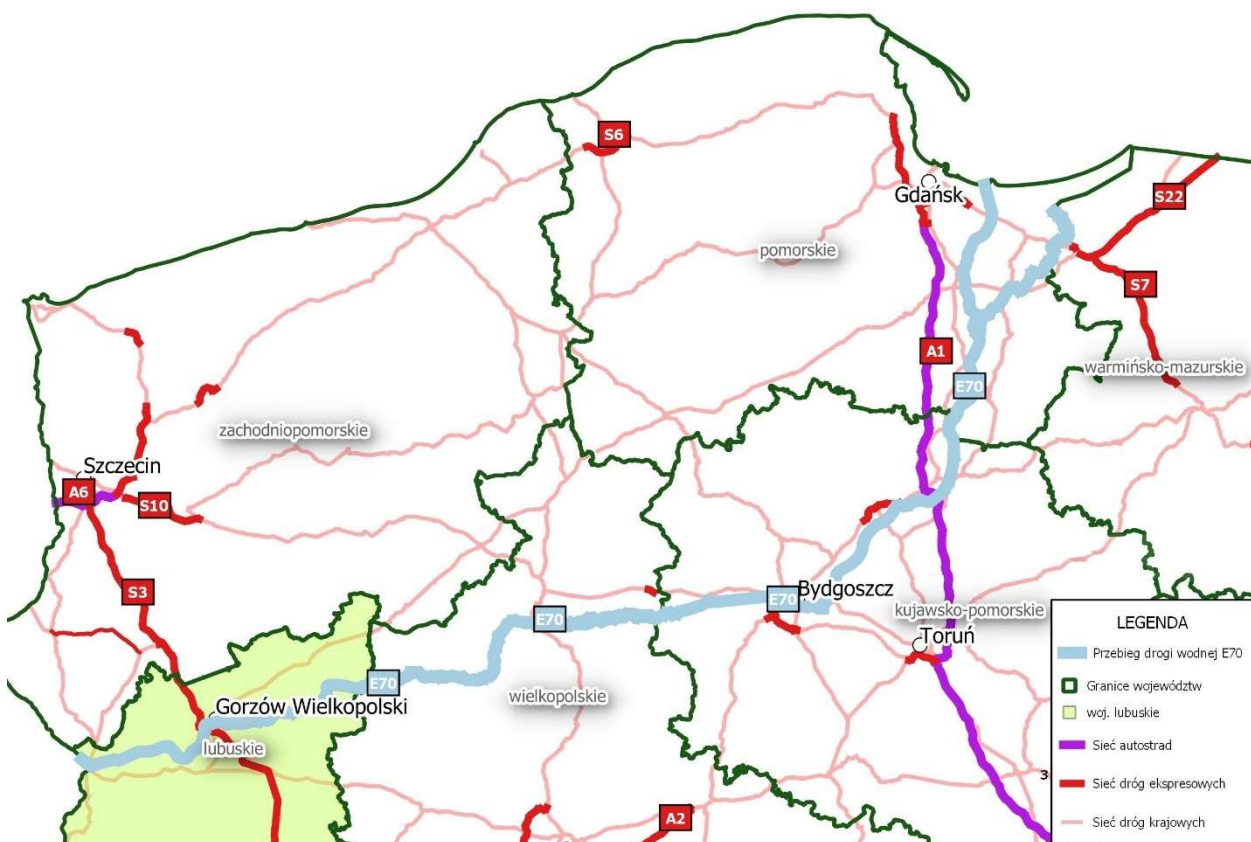 S6
Gdańsk
S22
pomorskie
S7
A1
warmińsko-mazurskie
E70
zachodniopomorskie
Szczecin
A6
S10
S3
E70
Bydgoszcz
kujawsko-pomorskie
E70
Toruń
E70
wielkopolskie
Gorzów Wielkopolski
lubuskie
A2
3
LEGENDA
Przebieg drogi wodnej E70
Granice województw
woj. lubuskie
Sieć autostrad
Sieć dróg ekspresowych
Sieć dróg krajowych